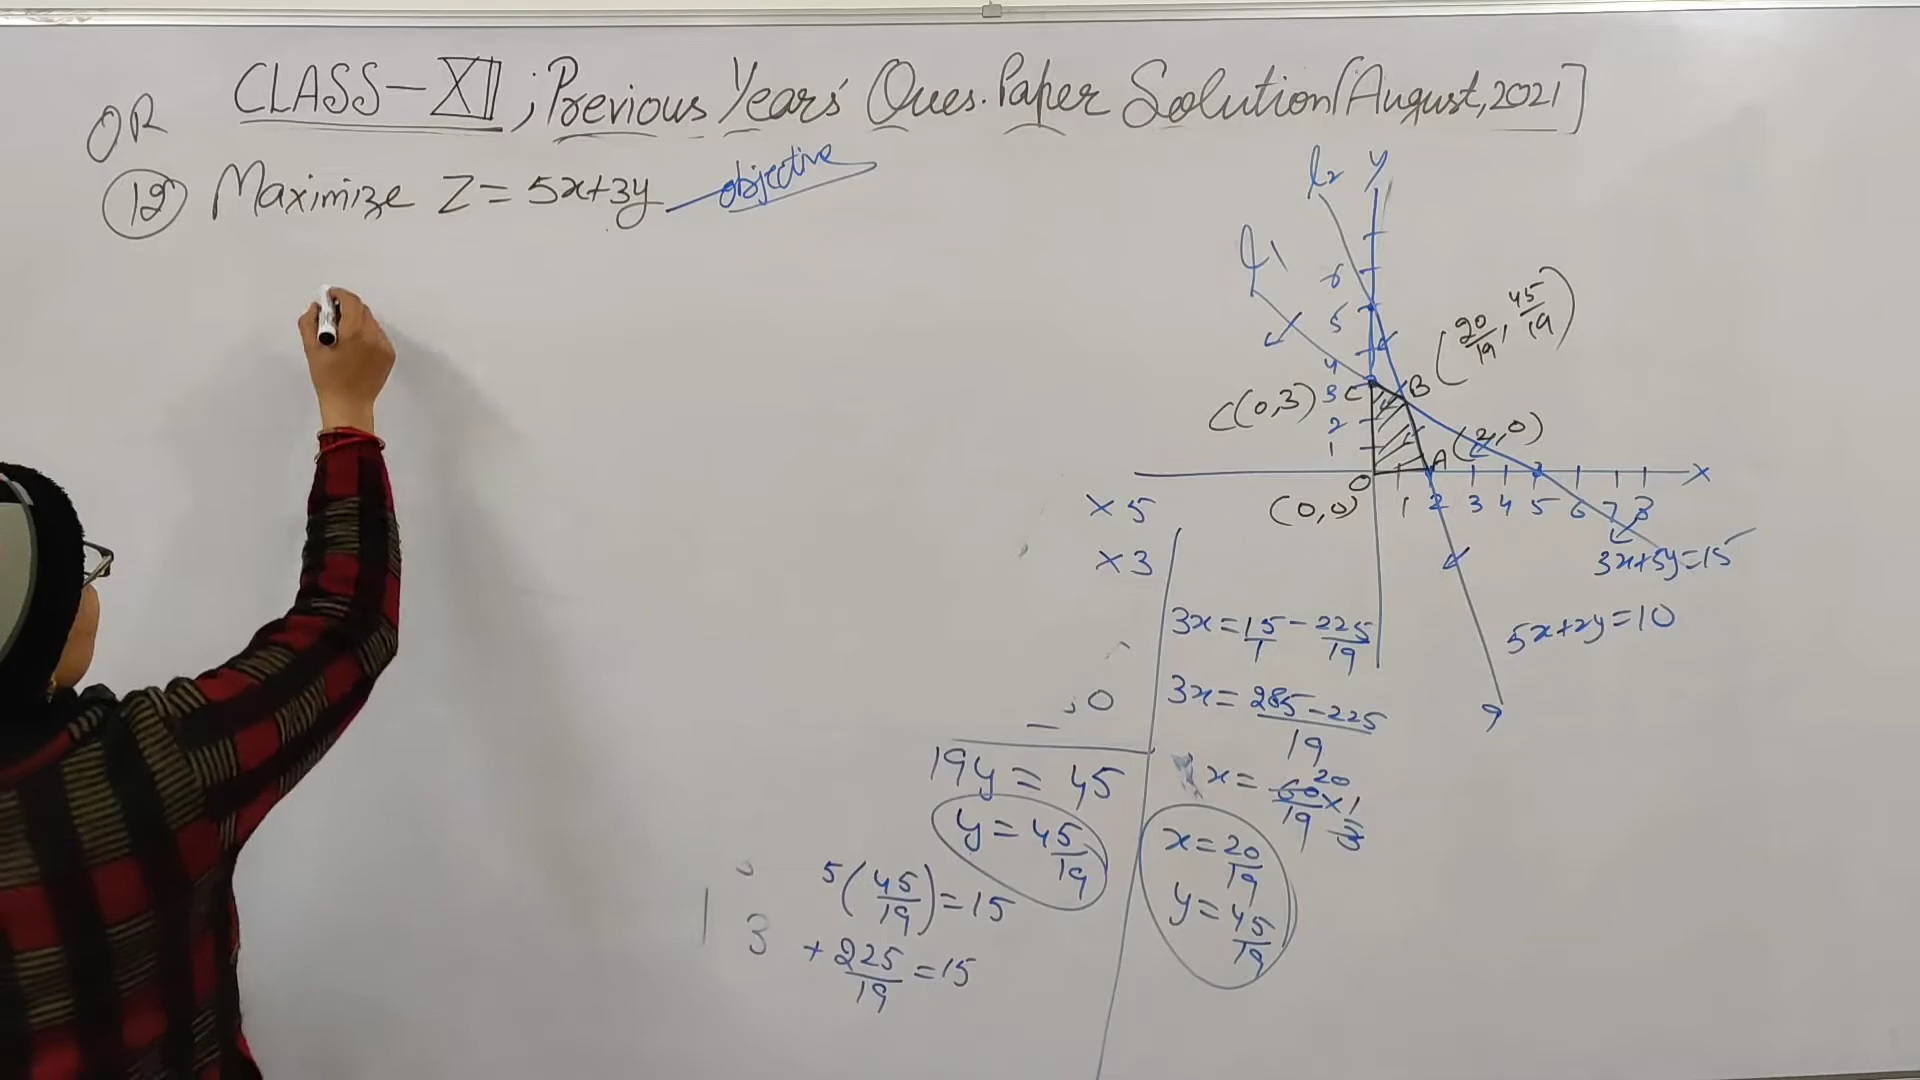 CLASS-XII; Previous Years' Ques. Paper Solution [August, 2021]
OR
12 Maximize Z = 5x+3y objective
l2 y
l1
6
5
4
3
2
1
(20/19, 45/19)
C(0,3) C B
(2,0)
A
O
x
(0,0) 1 2 3 4 5 6 7 8
3x+5y=15
5x+2y=10
×5
×3
, 0
19y = 45
y = 45/19
5(45/19) = 15
3 + 225/19 = 15
3x = 15/1 - 225/19
3x = 285-225/19
x = 60/19 × 1/3
20
x = 20/19
y = 45/19